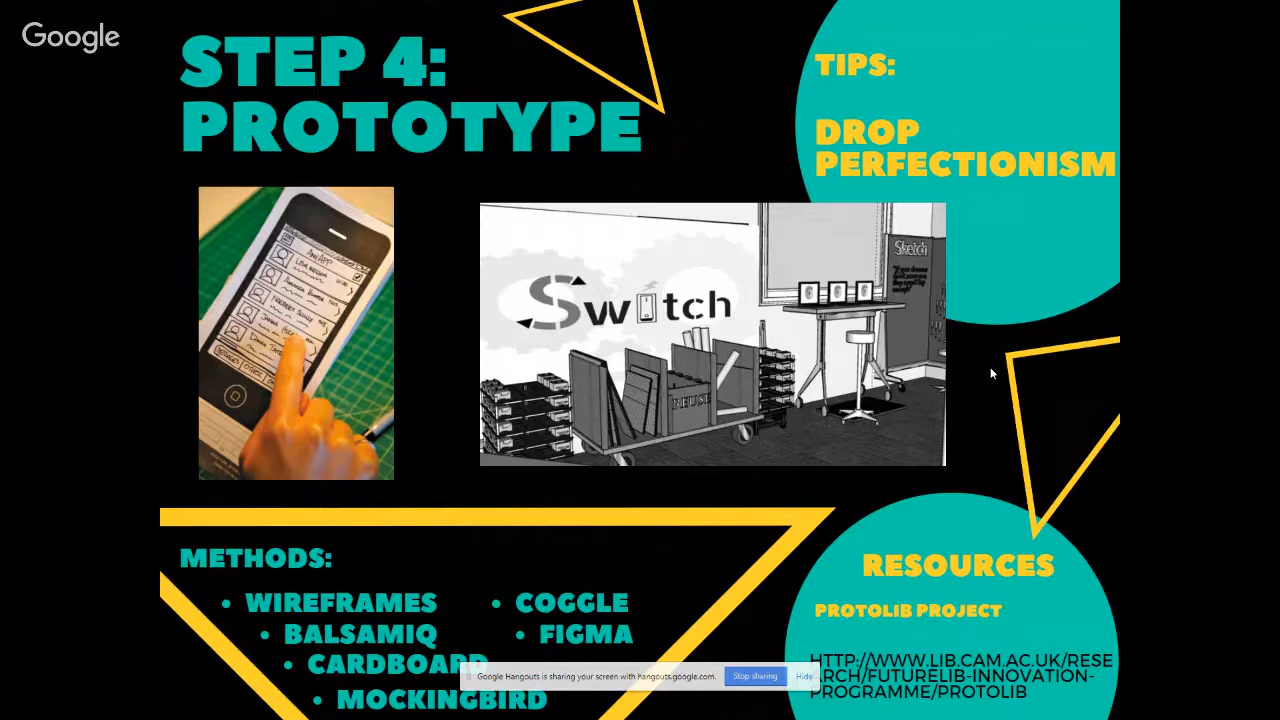 Google
STEP 4:
PROTOTYPE
TIPS:
DROP
PERFECTIONISM
ANYAPP
Switch
Sketch
REUSE
METHODS:
• WIREFRAMES
• BALSAMIQ
• CARDBOARD
• MOCKINGBIRD
• COGGLE
• FIGMA
Google Hangouts is sharing your screen with hangouts.google.com.
Stop sharing
Hide
RESOURCES
PROTOLIB PROJECT
HTTP://WWW.LIB.CAM.AC.UK/RESE
ARCH/FUTURELIB-INNOVATION-
PROGRAMME/PROTOLIB